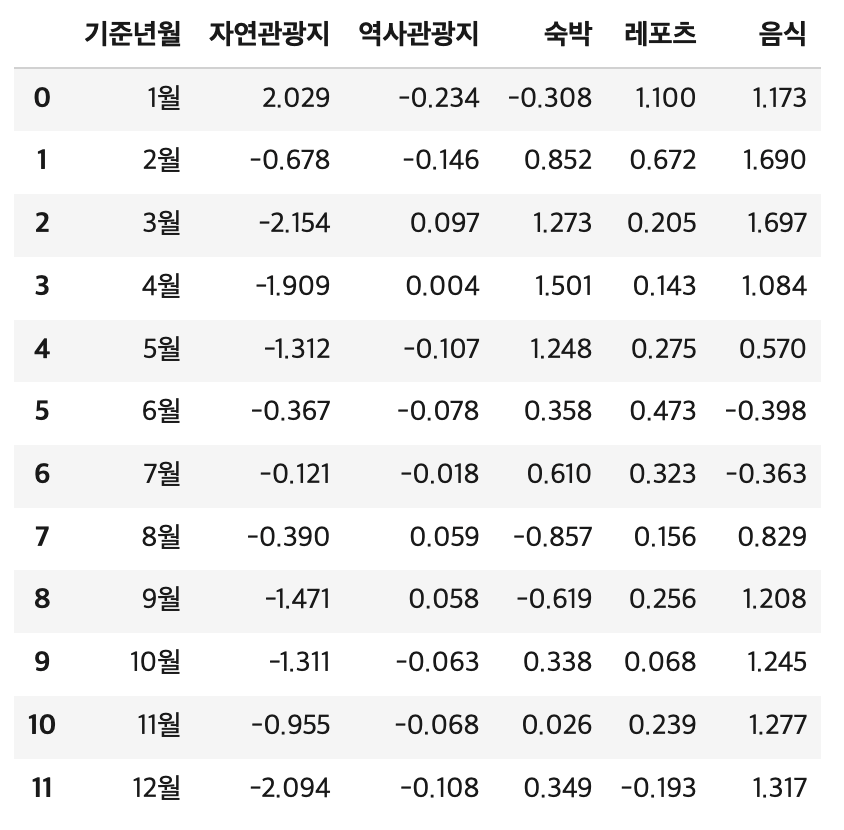 기준년월 자연관광지 역사관광지 숙박 레포츠 음식
0 1월 2.029 -0.234 -0.308 1.100 1.173
1 2월 -0.678 -0.146 0.852 0.672 1.690
2 3월 -2.154 0.097 1.273 0.205 1.697
3 4월 -1.909 0.004 1.501 0.143 1.084
4 5월 -1.312 -0.107 1.248 0.275 0.570
5 6월 -0.367 -0.078 0.358 0.473 -0.398
6 7월 -0.121 -0.018 0.610 0.323 -0.363
7 8월 -0.390 0.059 -0.857 0.156 0.829
8 9월 -1.471 0.058 -0.619 0.256 1.208
9 10월 -1.311 -0.063 0.338 0.068 1.245
10 11월 -0.955 -0.068 0.026 0.239 1.277
11 12월 -2.094 -0.108 0.349 -0.193 1.317